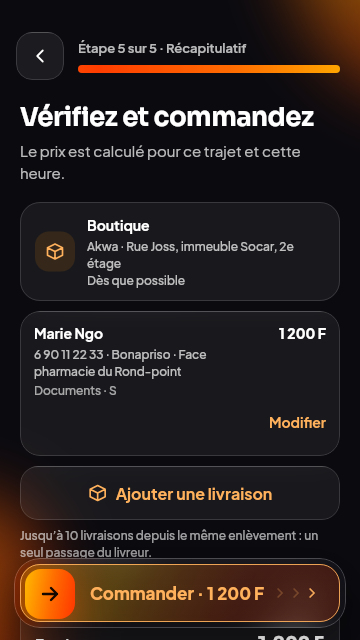 Étape 5 sur 5 · Récapitulatif
Vérifiez et commandez
Le prix est calculé pour ce trajet et cette
heure.
Boutique
Akwa · Rue Joss, immeuble Socar, 2e
étage
Dès que possible
Marie Ngo 1 200 F
6 90 11 22 33 · Bonapriso · Face
pharmacie du Rond-point
Documents · S
Modifier
Ajouter une livraison
Jusqu'à 10 livraisons depuis le même enlèvement : un
seul passage du livreur.
Commander · 1 200 F